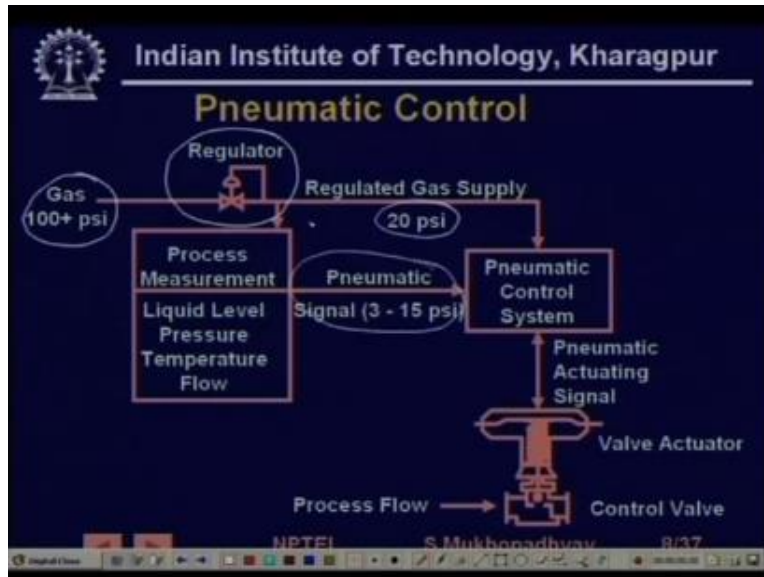 Indian Institute of Technology, Kharagpur
Pneumatic Control
Regulator
Gas
100+ psi
Regulated Gas Supply
20 psi
Process
Measurement
Liquid Level
Pressure
Temperature
Flow
Pneumatic
Signal (3 - 15 psi)
Pneumatic
Control
System
Pneumatic
Actuating
Signal
Valve Actuator
Process Flow
Control Valve
NPTEL S.Mukhopadhyay 8/37